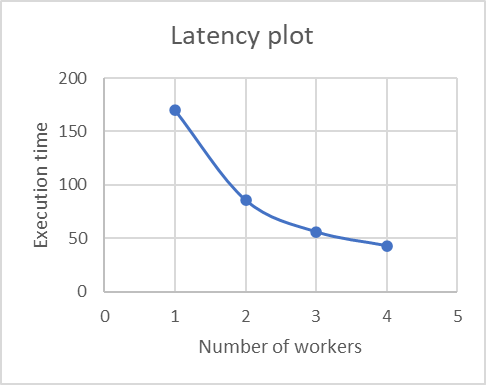 Latency plot
200
150
100
50
0
Execution time
0 1 2 3 4 5
Number of workers